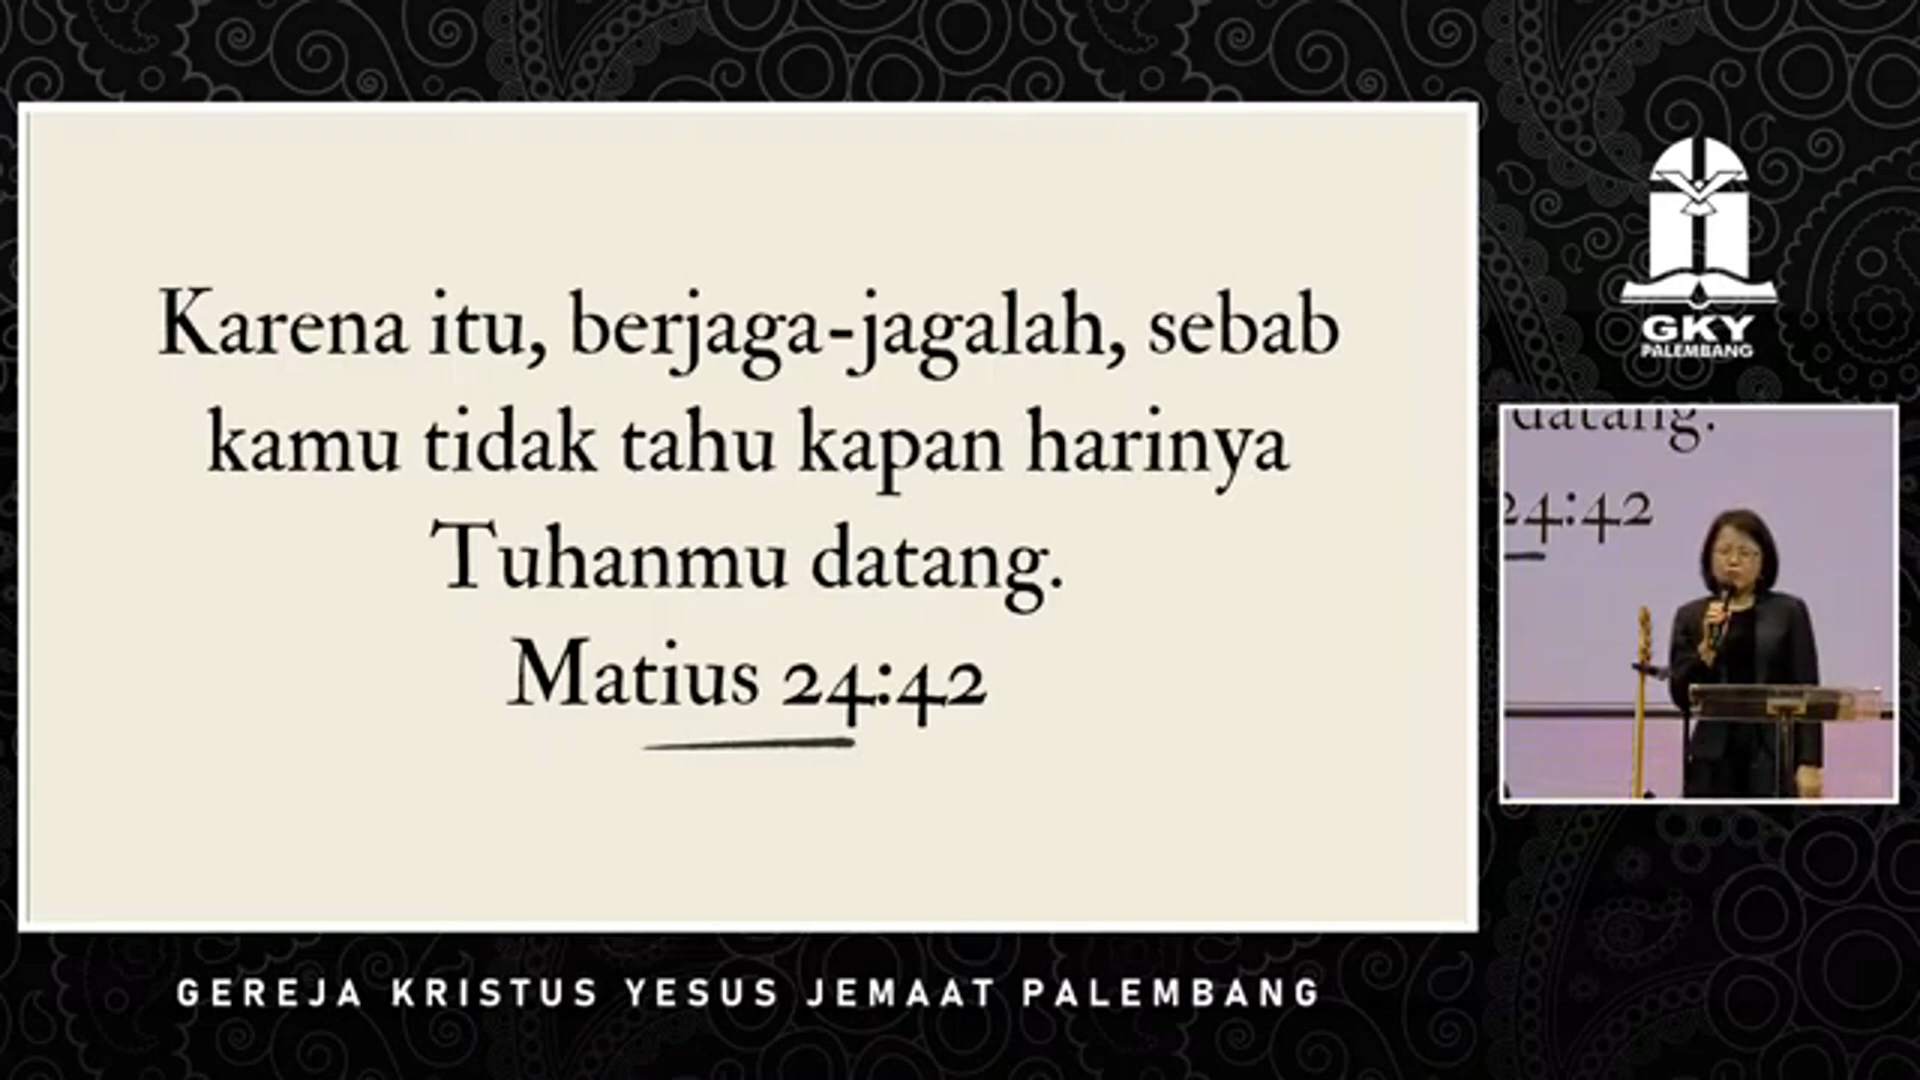 Karena itu, berjaga-jagalah, sebab
kamu tidak tahu kapan harinya
Tuhanmu datang.
Matius 24:42
GKY
PALEMBANG
datang.
24:42
GEREJA KRISTUS YESUS JEMAAT PALEMBANG